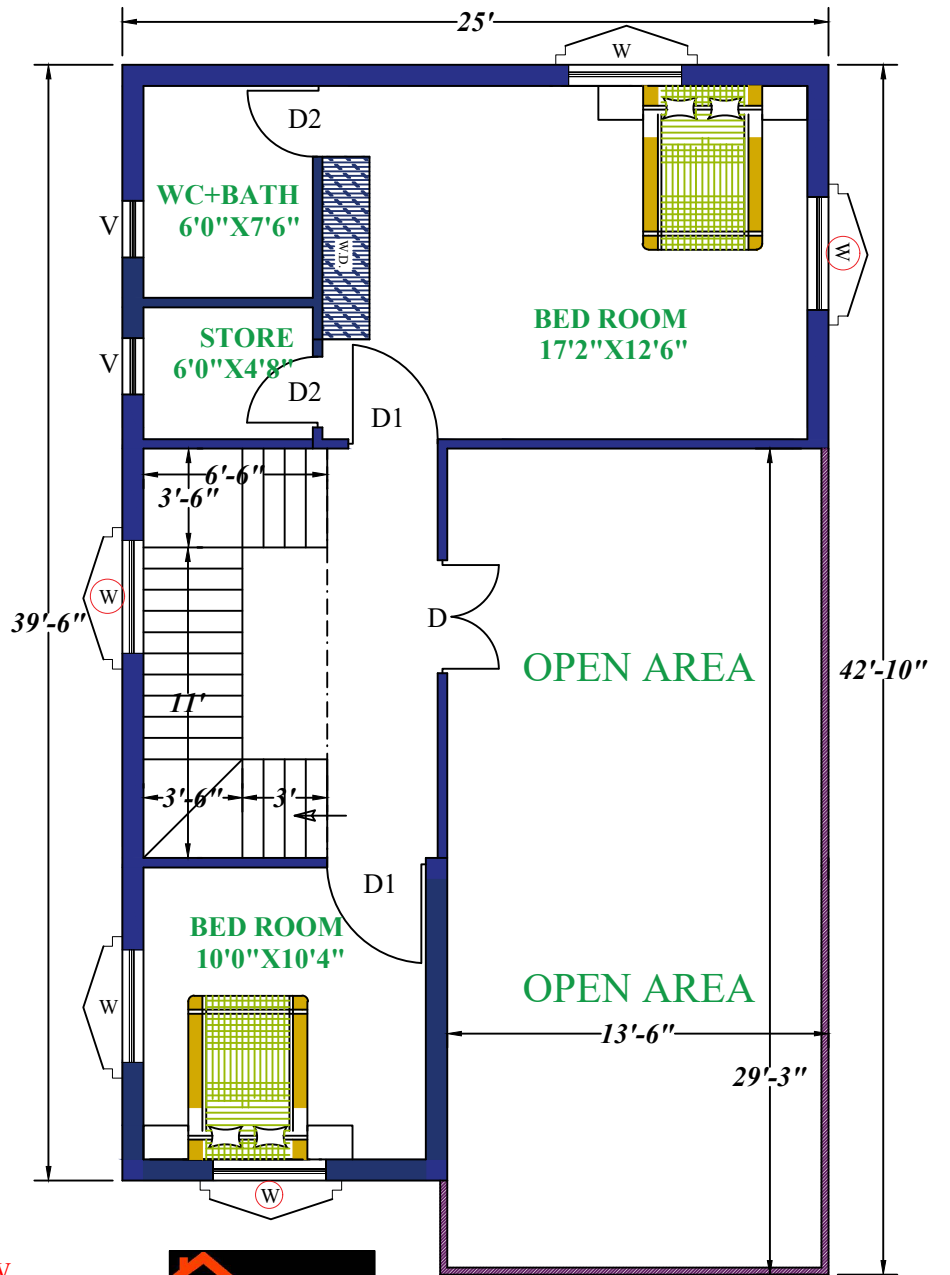 25'
W
D2
WC+BATH
6'0"X7'6"
V
W.D.
W
BED ROOM
17'2"X12'6"
STORE
6'0"X4'8"
V
D2
D1
6'-6"
3'-6"
W
39'-6"
D
OPEN AREA
42'-10"
11'
3'-6"
3'
D1
BED ROOM
10'0"X10'4"
OPEN AREA
W
13'-6"
29'-3"
W
W